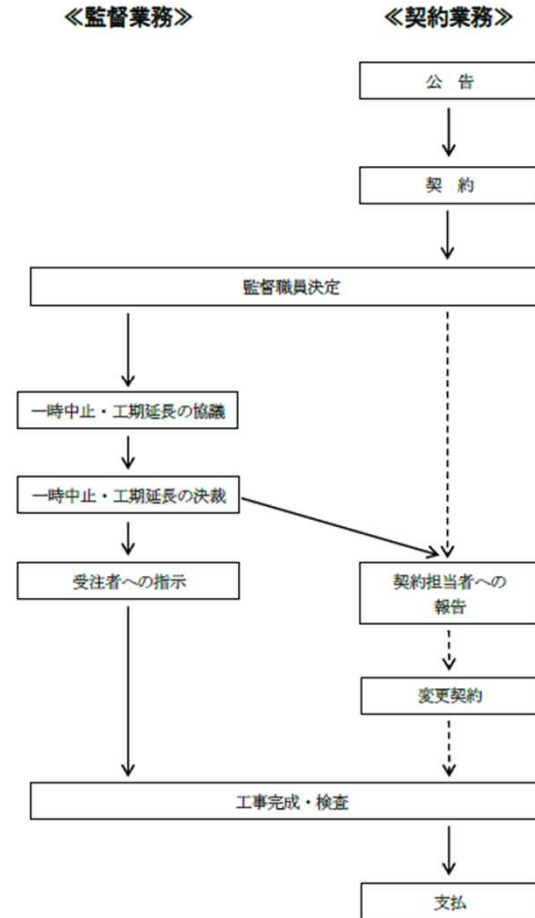 ≪監督業務≫
≪契約業務≫
公　告
契　約
監督職員決定
一時中止・工期延長の協議
一時中止・工期延長の決裁
受注者への指示
契約担当者への
報告
変更契約
工事完成・検査
支払